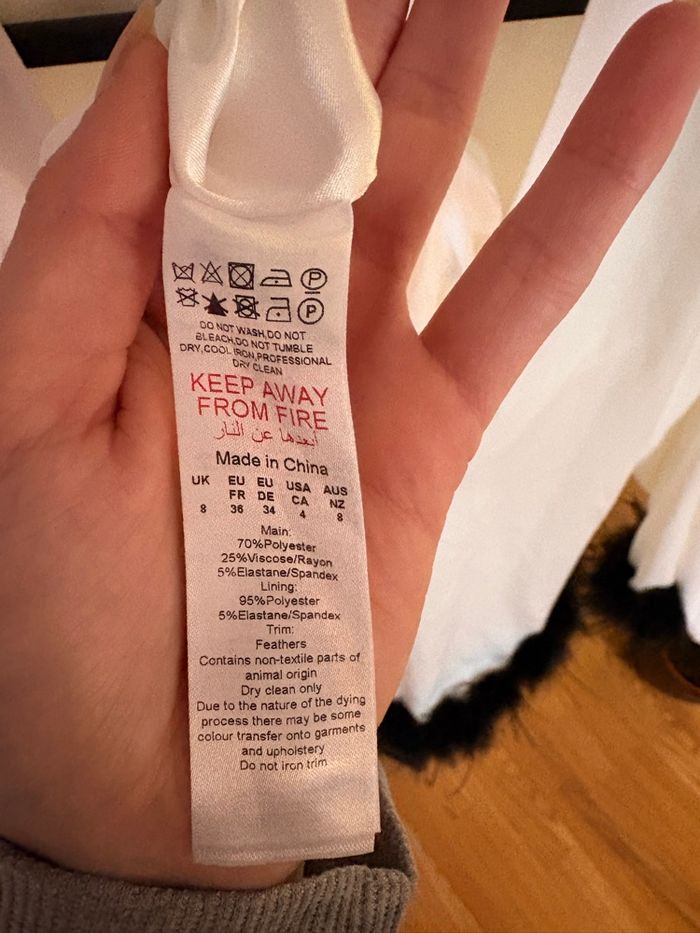 P
P
DO NOT WASH,DO NOT
BLEACH,DO NOT TUMBLE
DRY,COOL IRON,PROFESSIONAL
DRY CLEAN
KEEP AWAY
FROM FIRE
أبعدها عن النار
Made in China
UK EU EU USA AUS
FR DE CA NZ
8 36 34 4 8
Main:
70%Polyester
25%Viscose/Rayon
5%Elastane/Spandex
Lining:
95%Polyester
5%Elastane/Spandex
Trim:
Feathers
Contains non-textile parts of
animal origin
Dry clean only
Due to the nature of the dying
process there may be some
colour transfer onto garments
and upholstery
Do not iron trim